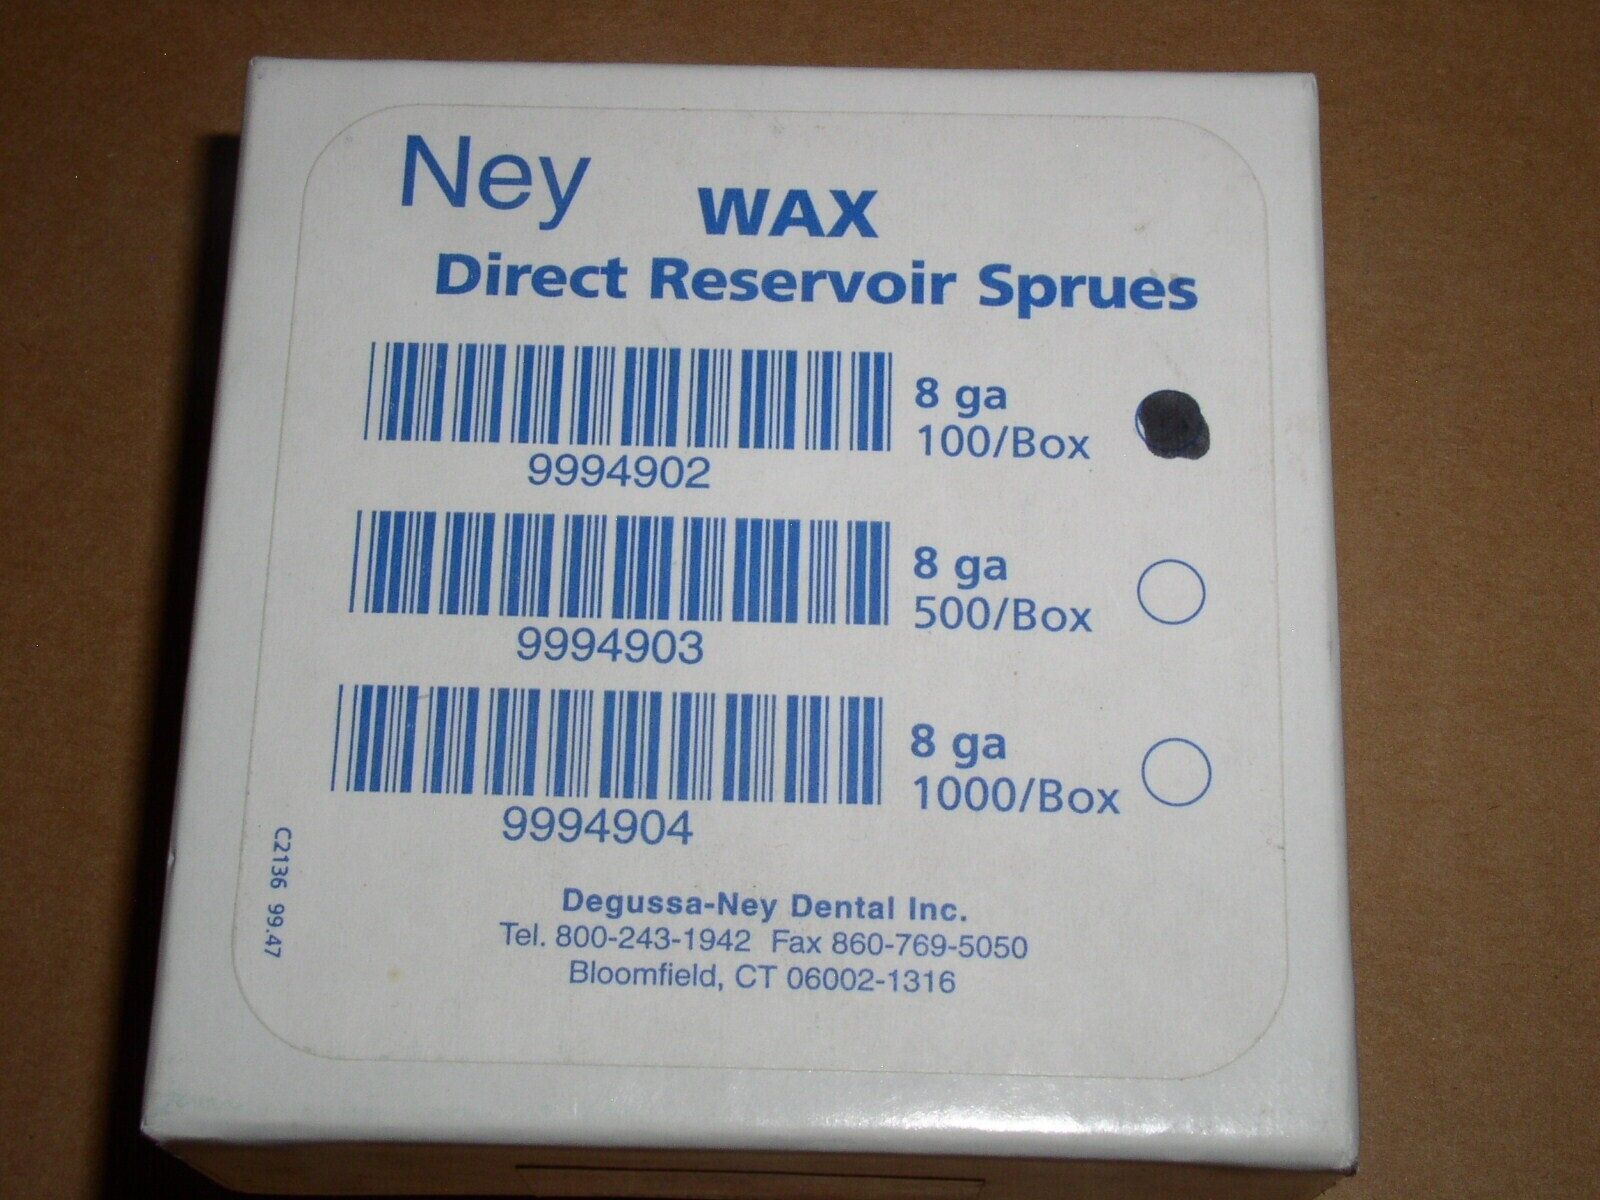 Ney
WAX
Direct Reservoir Sprues
8 ga
100/Box
9994902
8 ga
500/Box
9994903
8 ga
1000/Box
9994904
C2136 99.47
Degussa-Ney Dental Inc.
Tel. 800-243-1942 Fax 860-769-5050
Bloomfield, CT 06002-1316